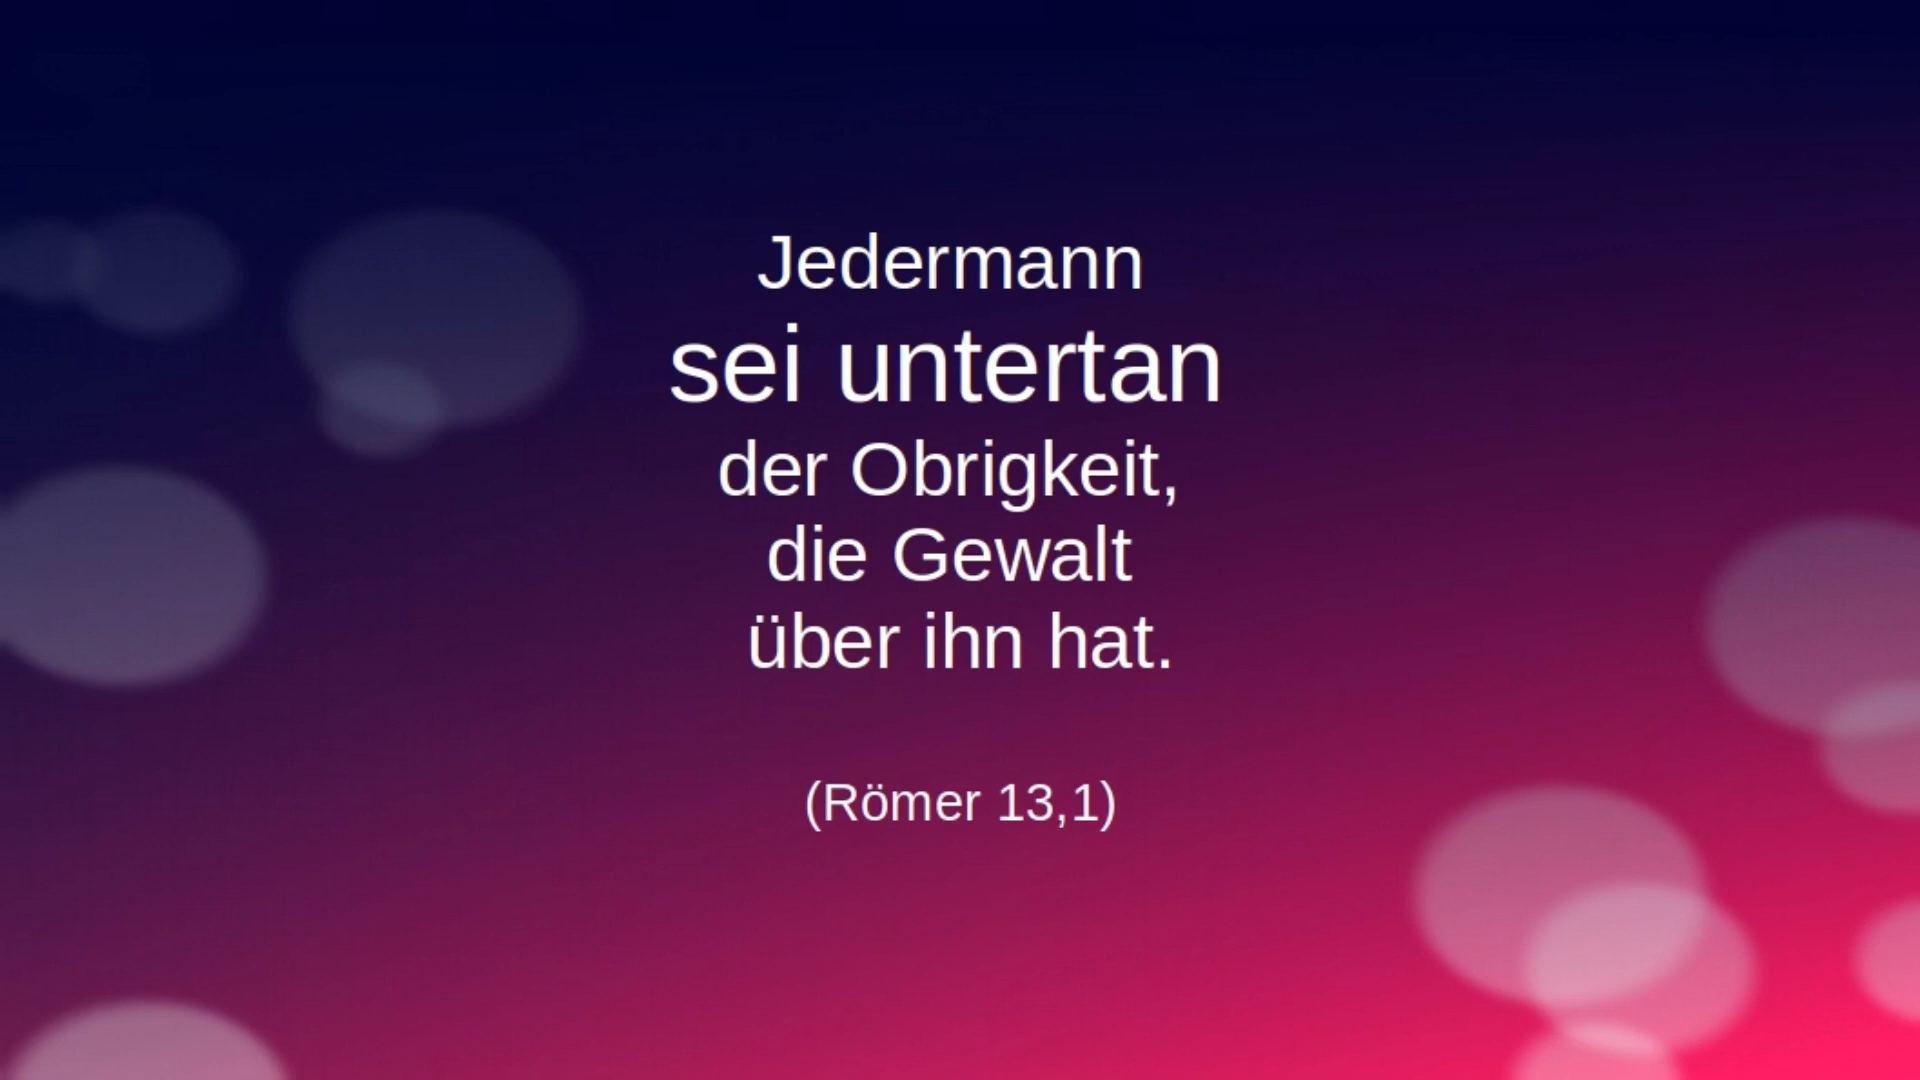 Jedermann
sei untertan
der Obrigkeit,
die Gewalt
über ihn hat.
(Römer 13,1)